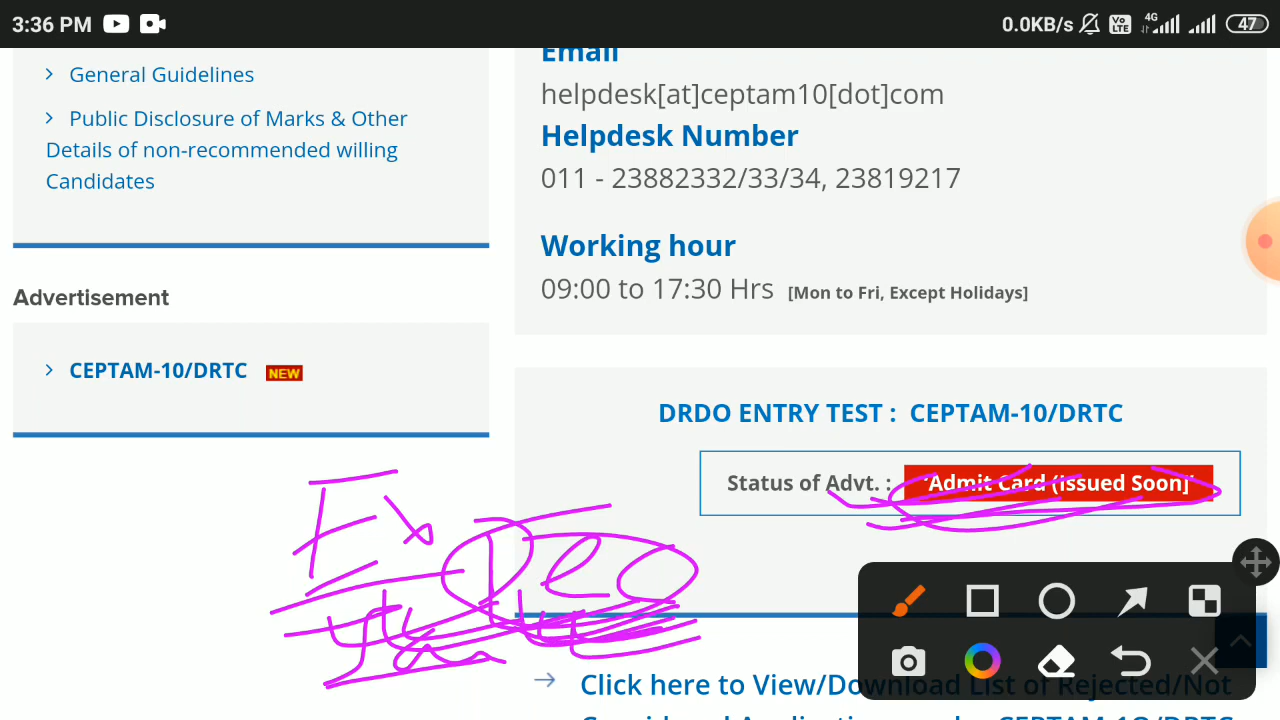 3:36 PM
0.0KB/s Vo LTE 4G 47
General Guidelines
Public Disclosure of Marks & Other
Details of non-recommended willing
Candidates
Advertisement
CEPTAM-10/DRTC NEW
Email
helpdesk[at]ceptam10[dot]com
Helpdesk Number
011 - 23882332/33/34, 23819217
Working hour
09:00 to 17:30 Hrs [Mon to Fri, Except Holidays]
DRDO ENTRY TEST : CEPTAM-10/DRTC
Status of Advt. : 'Admit Card (Issued Soon]'
Click here to View/Download List of Rejected/Not